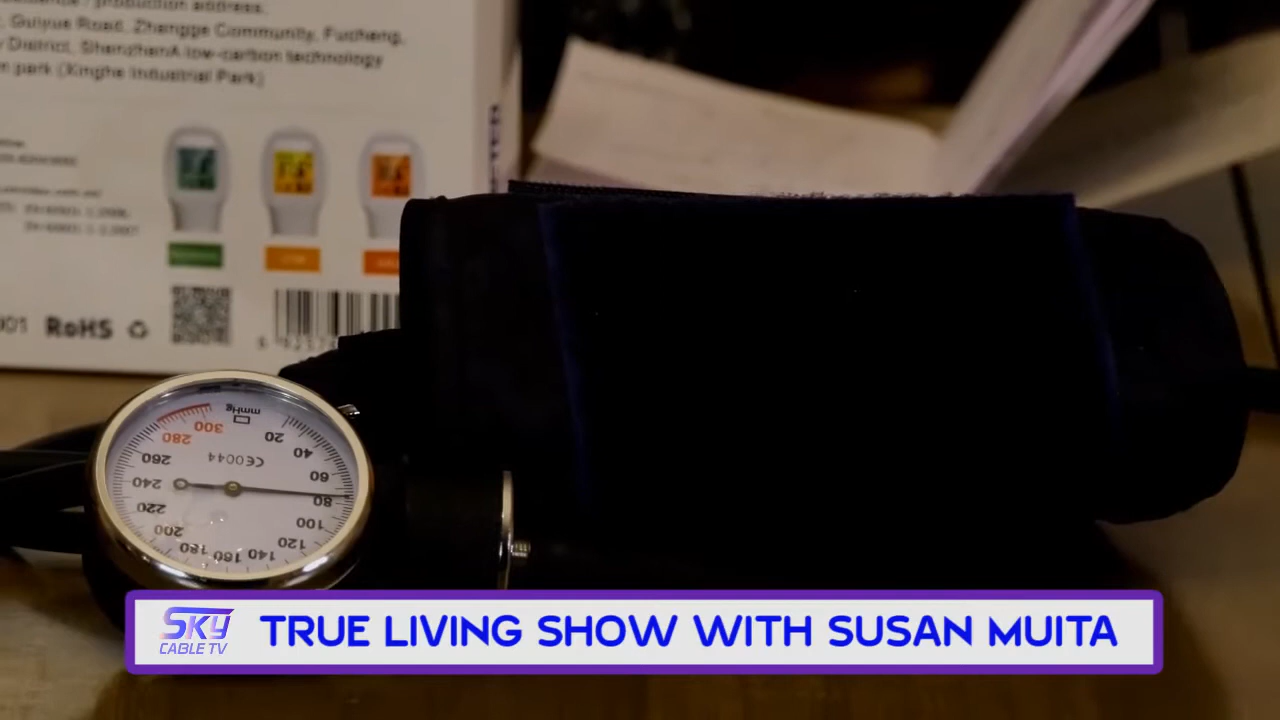 production address:
Guiyue Road, Zhangge Community, Fucheng,
District, ShenzhenA low-carbon technology
park (Xinghe Industrial Park)
RoHS
300
280
260
240
220
200
180
160
140
120
100
80
60
40
20
mmHg
CE0044
SKY
CABLE TV
TRUE LIVING SHOW WITH SUSAN MUITA